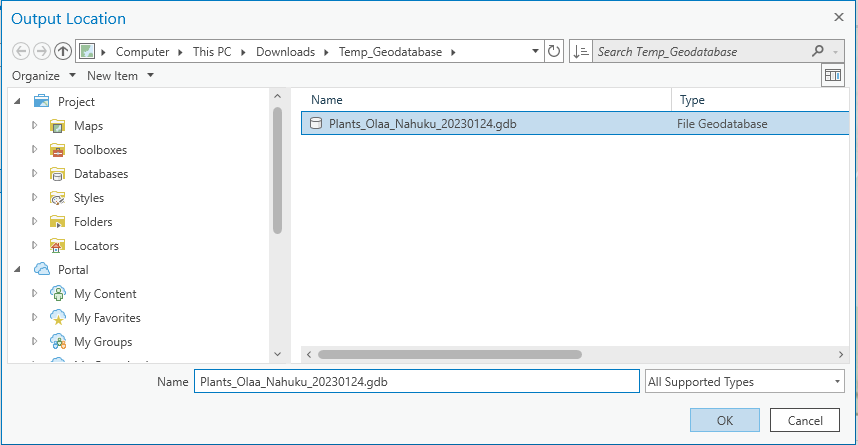 Output Location
Computer This PC Downloads Temp_Geodatabase Search Temp_Geodatabase
Organize New Item
Project
Maps
Toolboxes
Databases
Styles
Folders
Locators
Portal
My Content
My Favorites
My Groups
Name Type
Plants_Olaa_Nahuku_20230124.gdb File Geodatabase
Name Plants_Olaa_Nahuku_20230124.gdb All Supported Types
OK Cancel